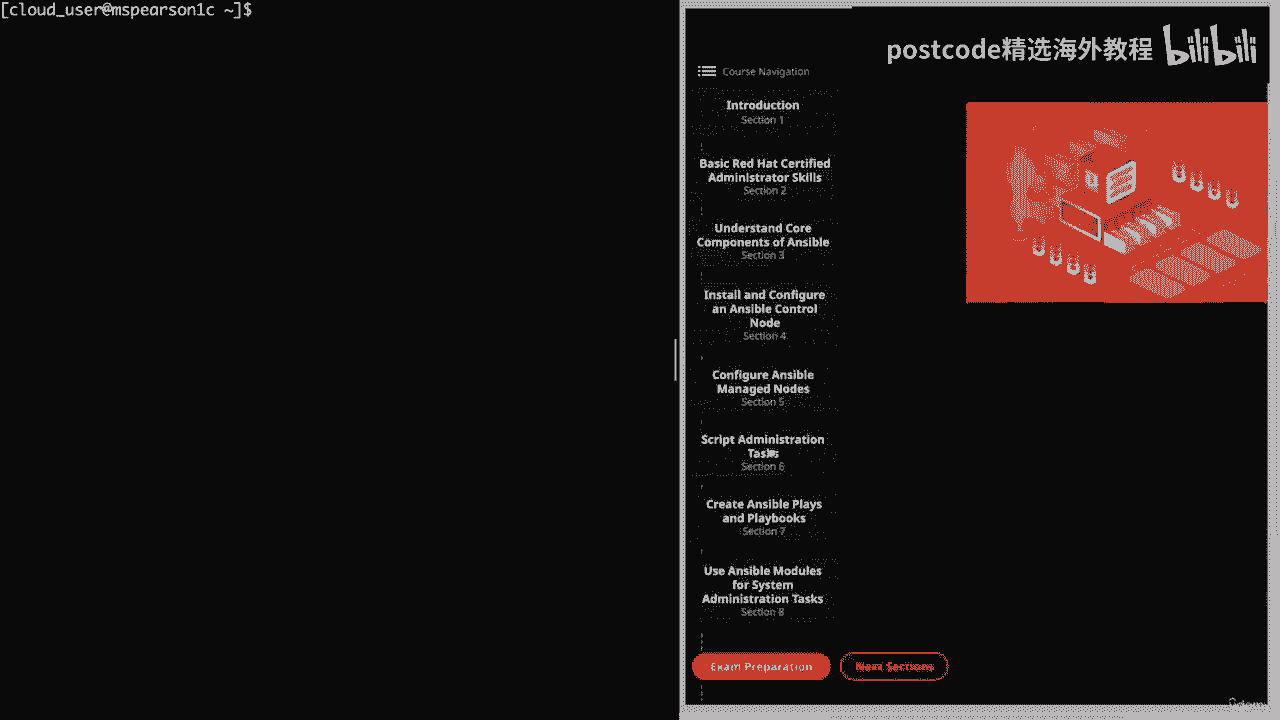 [cloud_user@mspearson1c ~]$
postcode精选海外教程 bilibili
Course Navigation
Introduction
Section 1
Basic Red Hat Certified
Administrator Skills
Section 2
Understand Core
Components of Ansible
Section 3
Install and Configure
an Ansible Control
Node
Section 4
Configure Ansible
Managed Nodes
Section 5
Script Administration
Tasks
Section 6
Create Ansible Plays
and Playbooks
Section 7
Use Ansible Modules
for System
Administration Tasks
Section 8
Exam Preparation
Next Sections